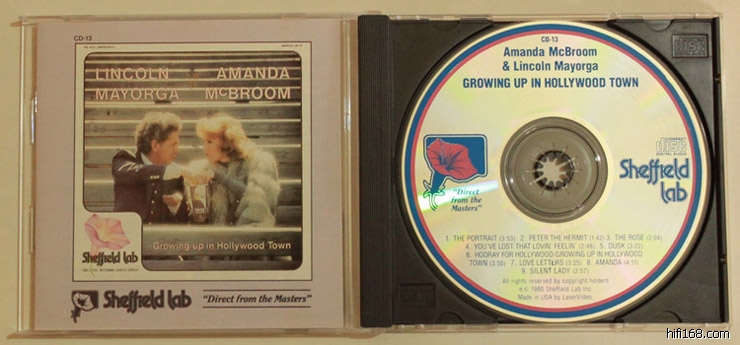 CD-13
LINCOLN AMANDA
MAYORGA McBROOM
Growing up in Hollywood Town
Sheffield Lab
Sheffield Lab "Direct from the Masters"
CD-13
Amanda McBroom
& Lincoln Mayorga
GROWING UP IN HOLLYWOOD TOWN
COMPACT
disc
DIGITAL AUDIO
Sheffield
Lab
"Direct
from the
Masters"
1. THE PORTRAIT (3:53) 2. PETER THE HERMIT (1:42) 3. THE ROSE (3:04)
4. YOU'VE LOST THAT LOVIN' FEELIN' (2:48) 5. DUSK (3:22)
6. HOORAY FOR HOLLYWOOD/GROWING UP IN HOLLYWOOD
TOWN (3:50) 7. LOVE LETTERS (3:25) 8. AMANDA (4:17)
9. SILENT LADY (2:57)
All rights reserved by copyright holders
℗© 1980 Sheffield Lab Inc.
Made in USA by LaserVideo
hifi168.com